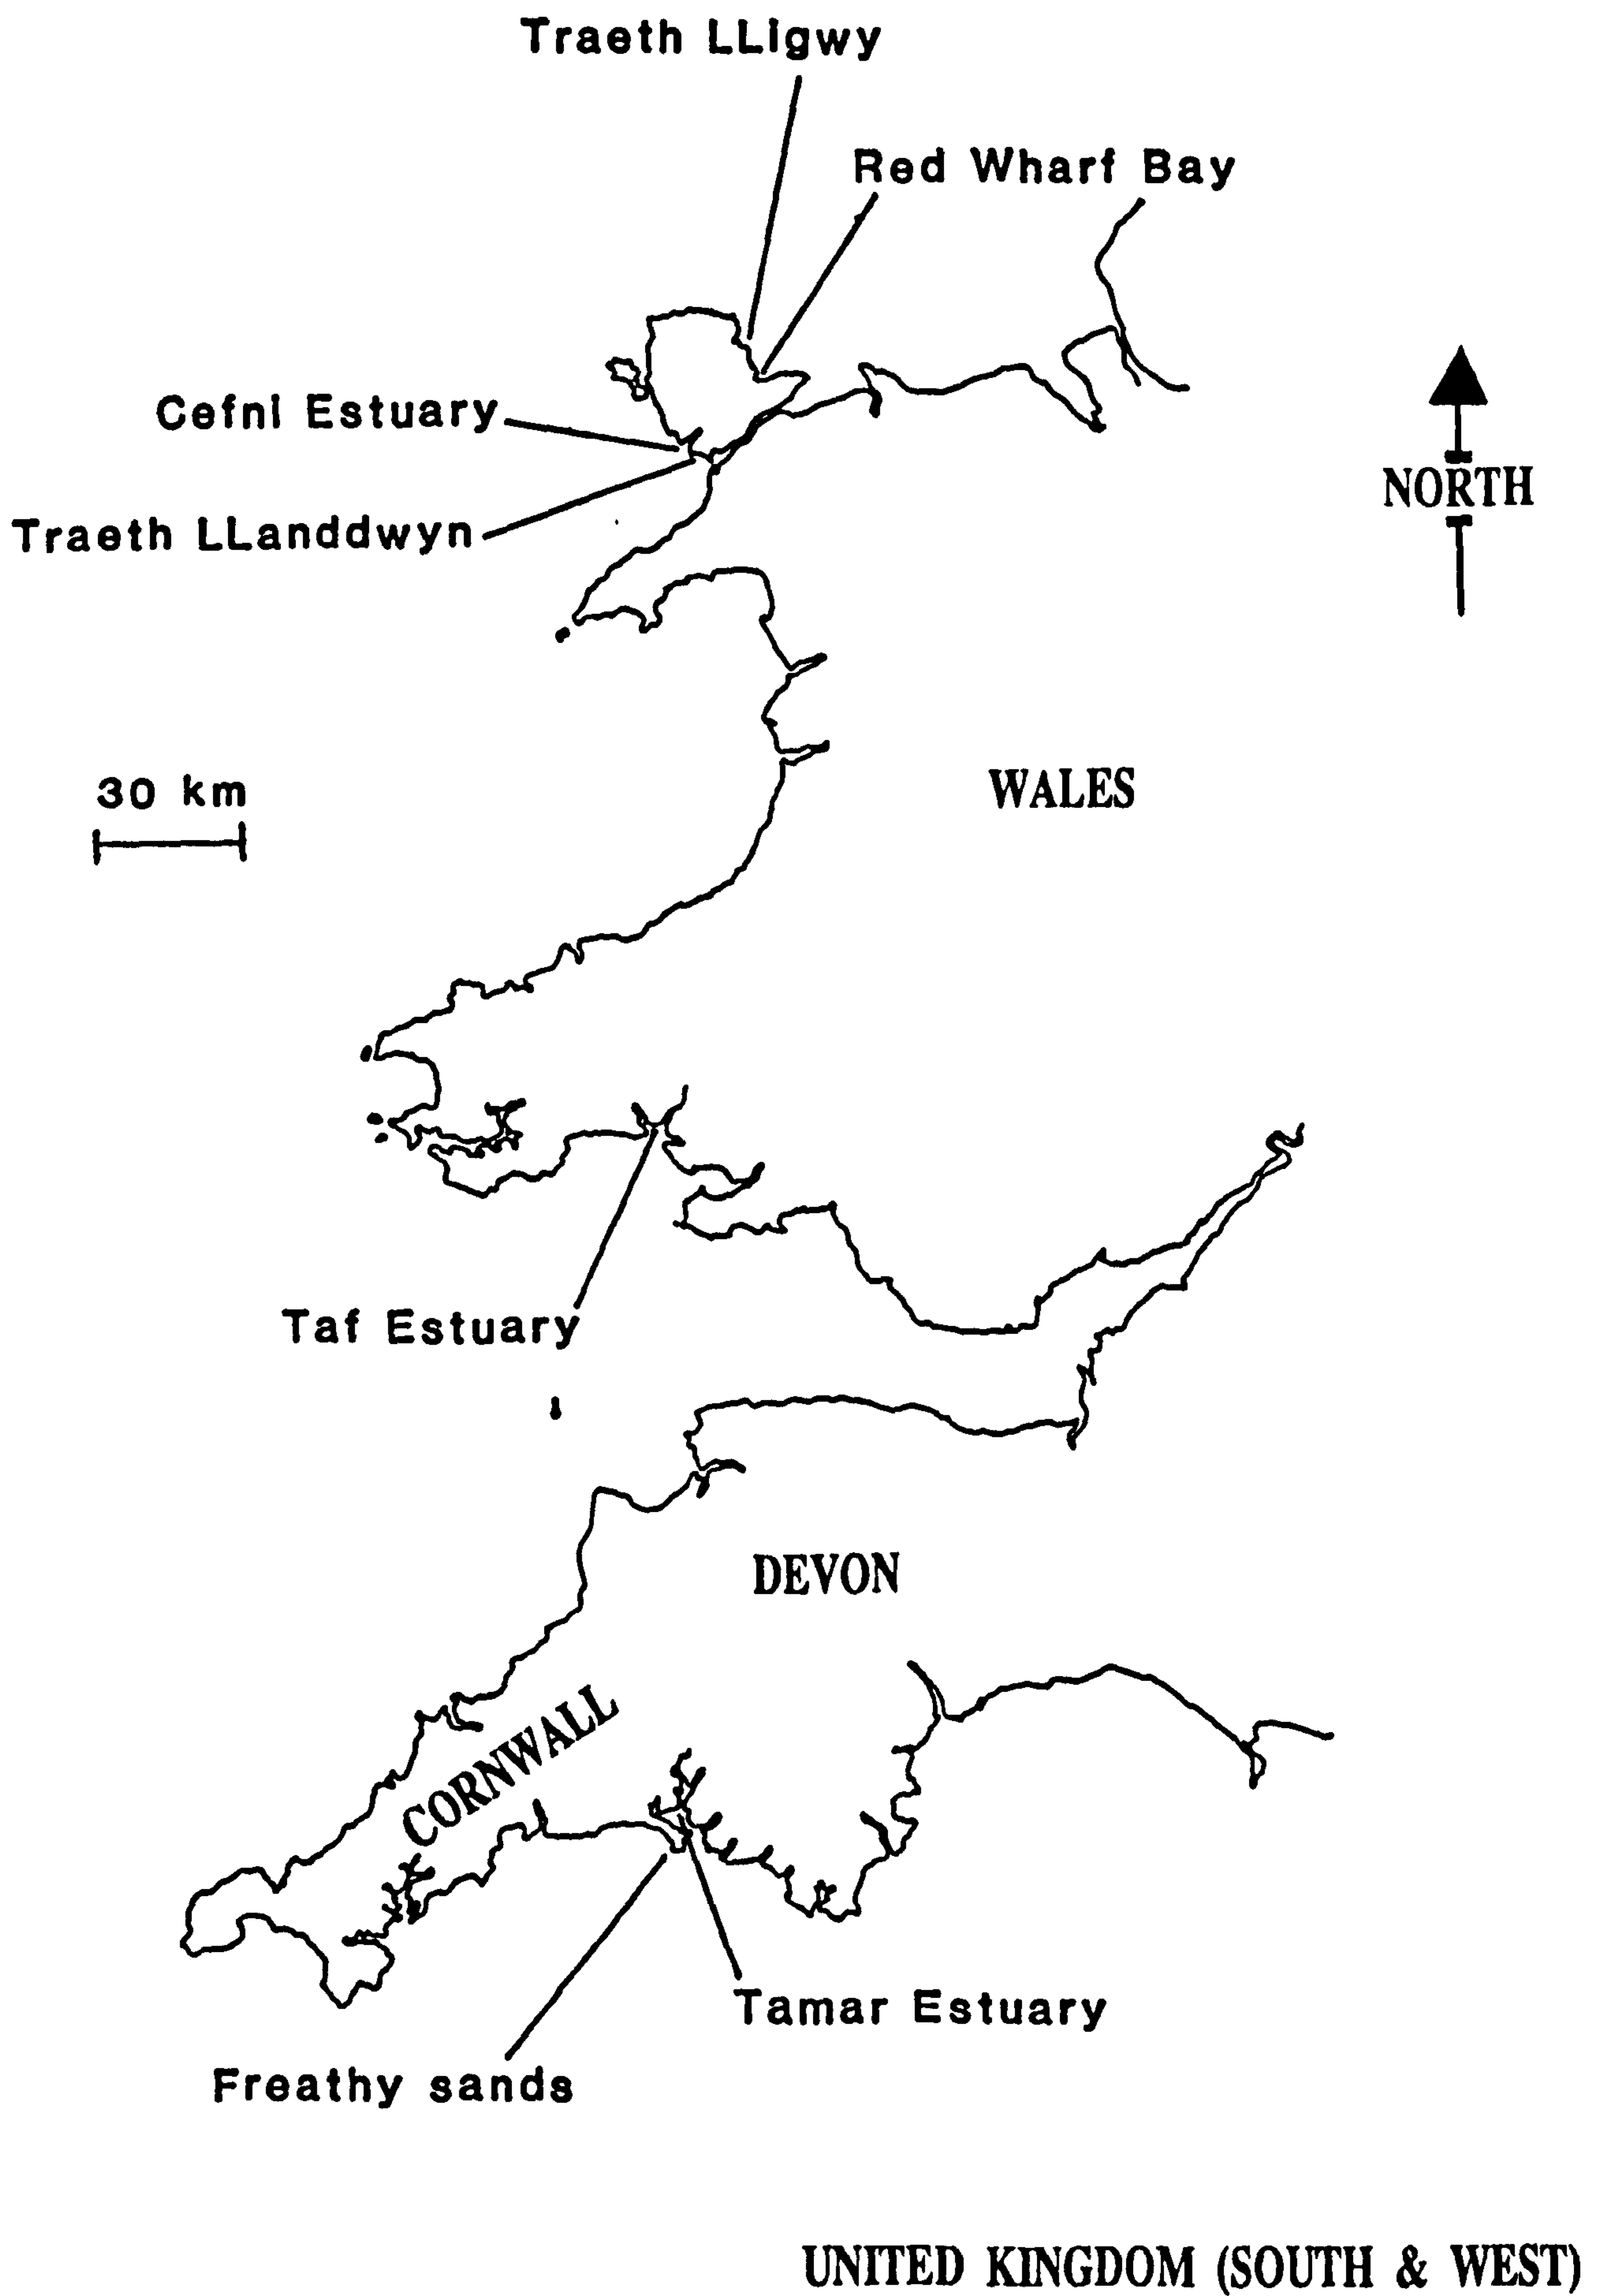 Traeth LLigwy
Red Wharf Bay
Cefni Estuary
NORTH
Traeth LLanddwyn
WALES
30 km
Taf Estuary
DEVON
CORNWALL
Tamar Estuary
Freathy sands
UNITED KINGDOM (SOUTH & WEST)